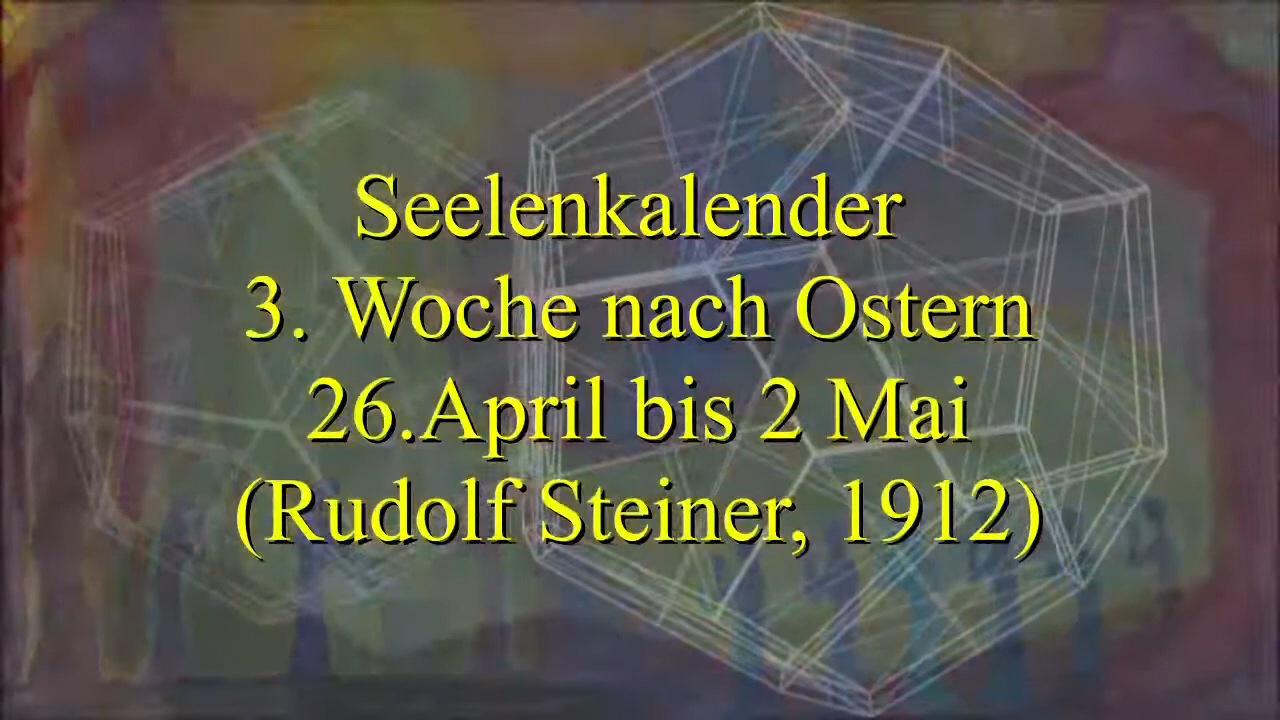 Seelenkalender
3. Woche nach Ostern
26.April bis 2 Mai
(Rudolf Steiner, 1912)